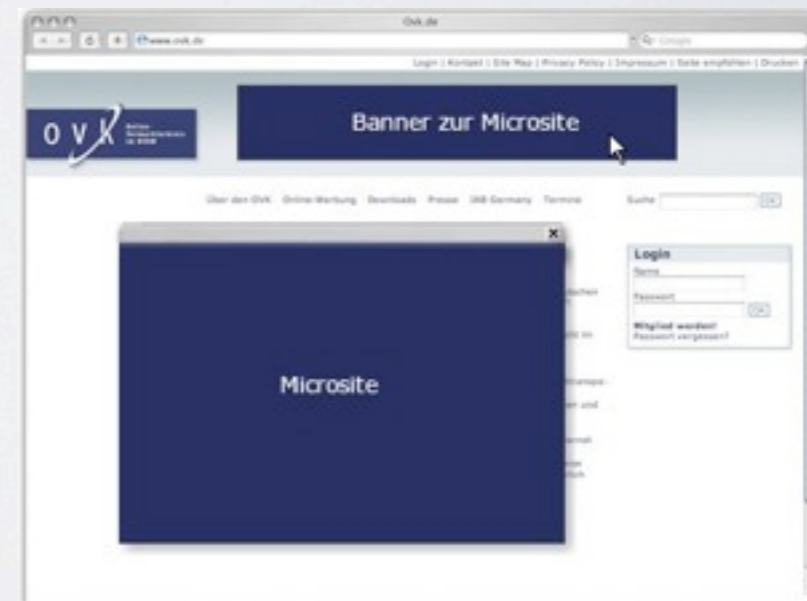 Ovk.de
www.ovk.de
Google
Login | Kontakt | Site Map | Privacy Policy | Impressum | Seite empfehlen | Drucken
OVK
Banner zur Microsite
Über den OVK Online-Werbung Downloads Presse IAB Germany Termine
Suche OK
Login
Name
Passwort
OK
Mitglied werden!
Passwort vergessen?
Microsite